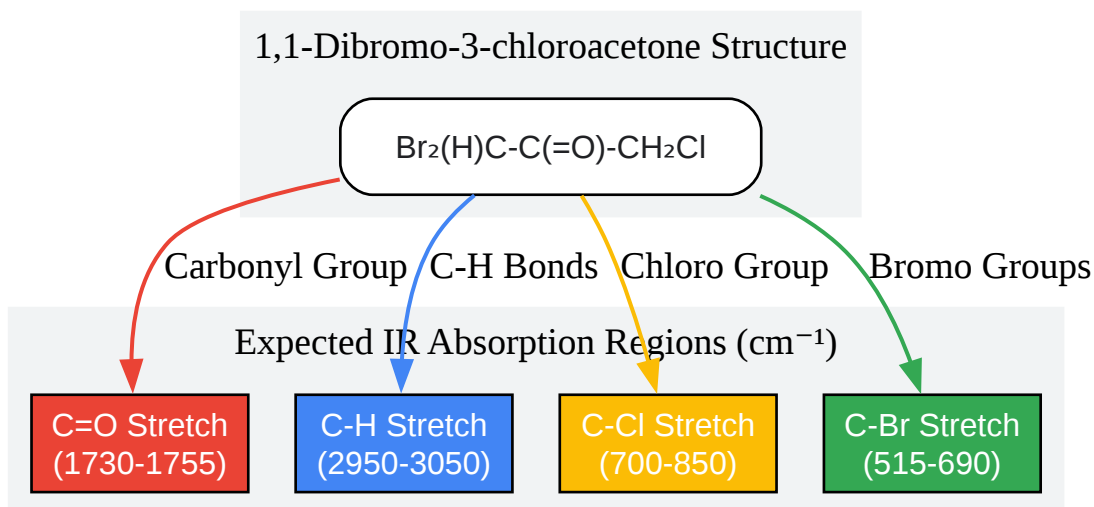 1,1-Dibromo-3-chloroacetone Structure
Br₂(H)C-C(=O)-CH₂Cl
Carbonyl Group
C-H Bonds
Chloro Group
Bromo Groups
Expected IR Absorption Regions (cm⁻¹)
C=O Stretch
(1730-1755)
C-H Stretch
(2950-3050)
C-Cl Stretch
(700-850)
C-Br Stretch
(515-690)